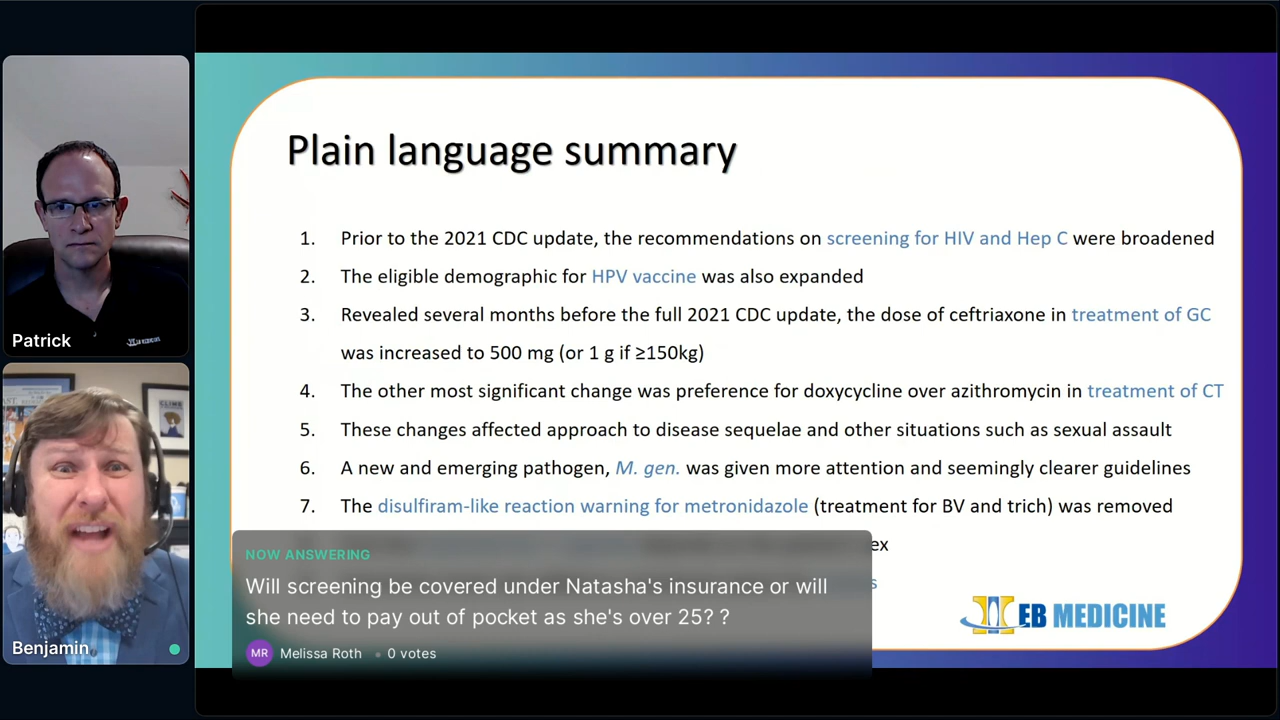 Plain language summary
1. Prior to the 2021 CDC update, the recommendations on screening for HIV and Hep C were broadened
2. The eligible demographic for HPV vaccine was also expanded
3. Revealed several months before the full 2021 CDC update, the dose of ceftriaxone in treatment of GC
was increased to 500 mg (or 1 g if ≥150kg)
4. The other most significant change was preference for doxycycline over azithromycin in treatment of CT
5. These changes affected approach to disease sequelae and other situations such as sexual assault
6. A new and emerging pathogen, M. gen. was given more attention and seemingly clearer guidelines
7. The disulfiram-like reaction warning for metronidazole (treatment for BV and trich) was removed
ex
s
NOW ANSWERING
Will screening be covered under Natasha's insurance or will
she need to pay out of pocket as she's over 25? ?
MR Melissa Roth • 0 votes
EB MEDICINE
Patrick
Benjamin